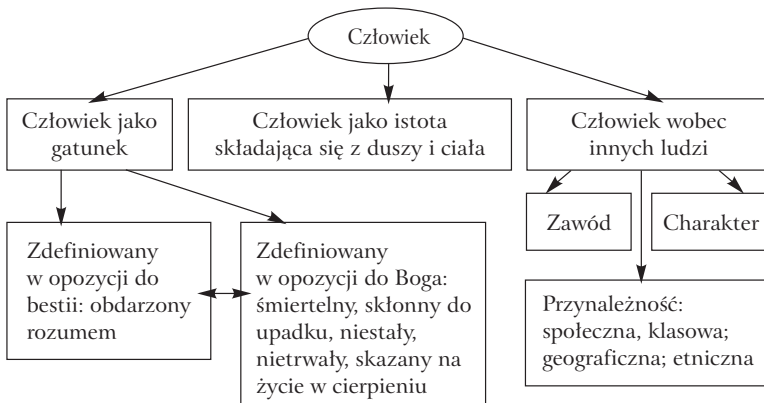 Człowiek
Człowiek jako
gatunek
Człowiek jako istota
składająca się z duszy i ciała
Człowiek wobec
innych ludzi
Zawód
Charakter
Zdefiniowany
w opozycji do
bestii: obdarzony
rozumem
Zdefiniowany
w opozycji do Boga:
śmiertelny, skłonny do
upadku, niestały,
nietrwały, skazany na
życie w cierpieniu
Przynależność:
społeczna, klasowa;
geograficzna; etniczna